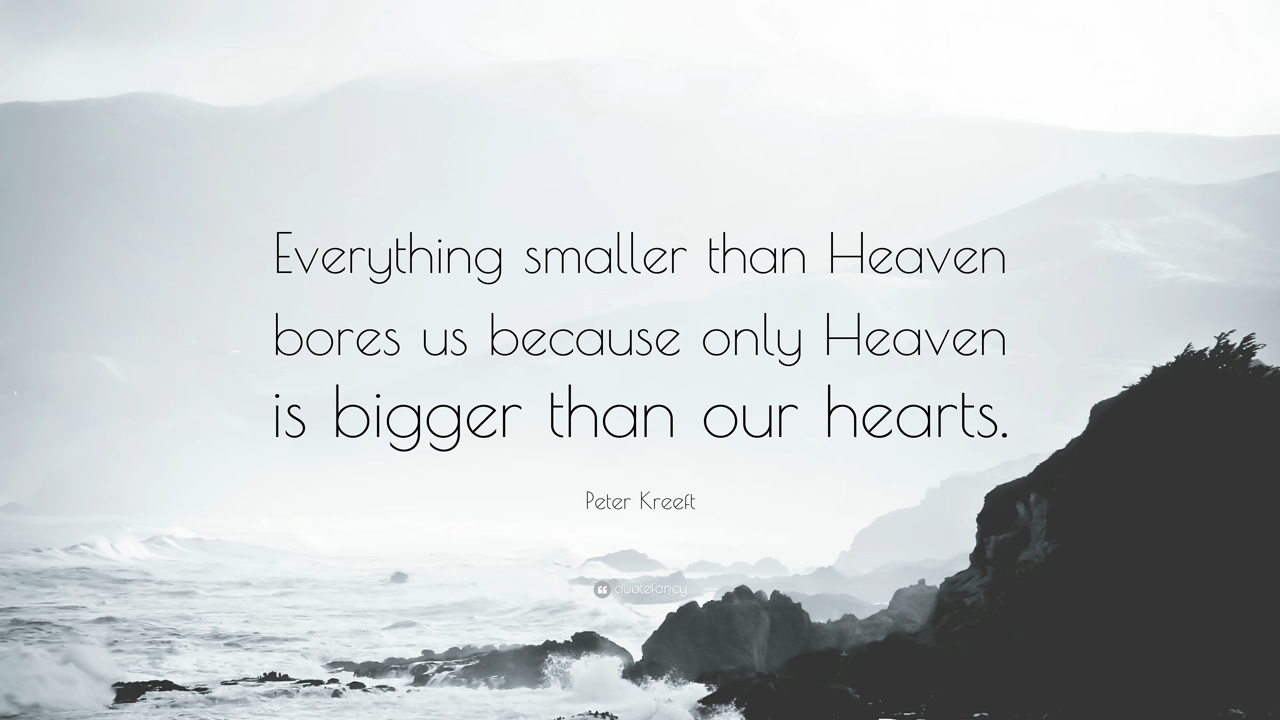 Everything smaller than Heaven
bores us because only Heaven
is bigger than our hearts.
Peter Kreeft
quotefancy